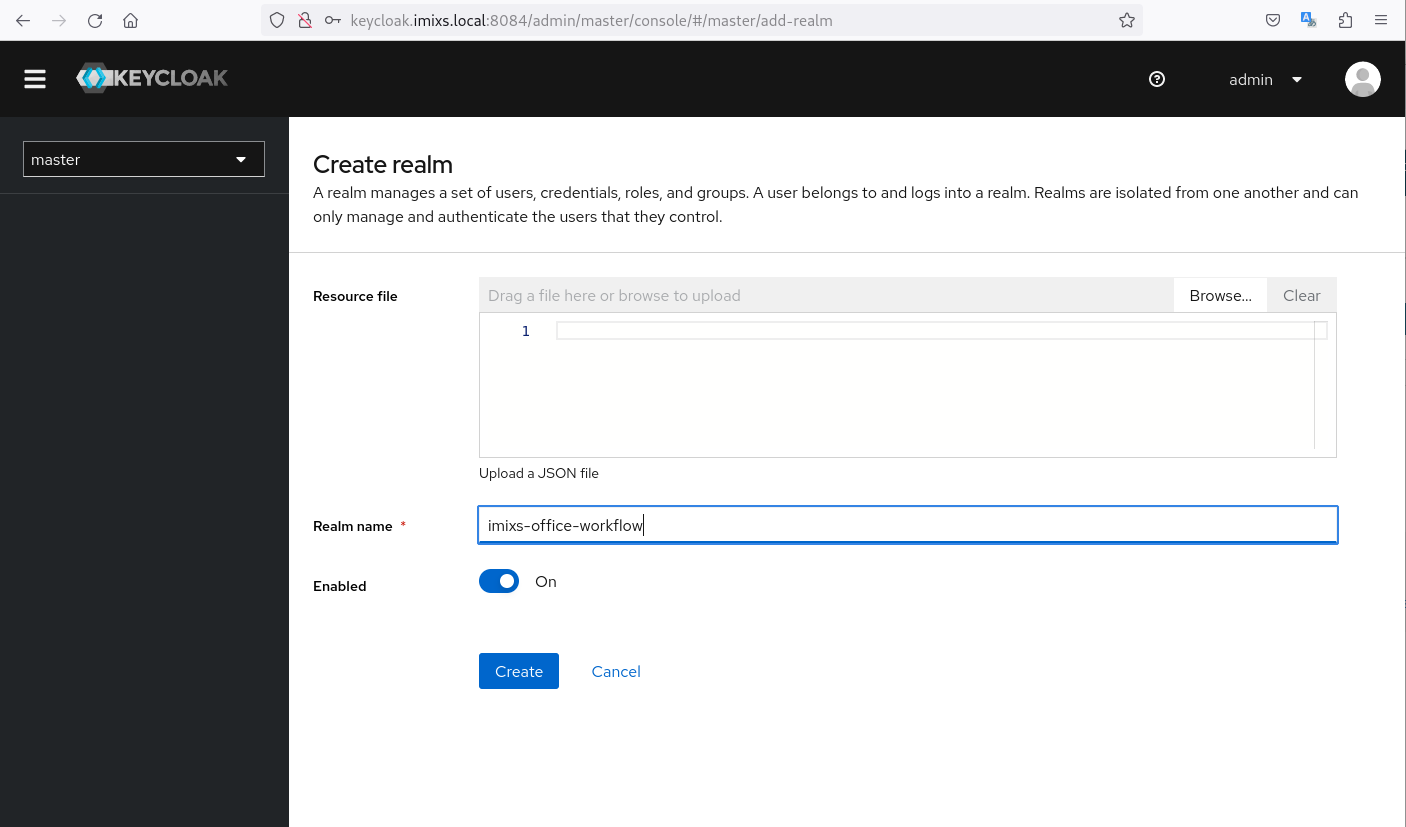 keycloak.imixs.local:8084/admin/master/console/#/master/add-realm
KEYCLOAK
admin
master
Create realm
A realm manages a set of users, credentials, roles, and groups. A user belongs to and logs into a realm. Realms are isolated from one another and can
only manage and authenticate the users that they control.
Resource file
Drag a file here or browse to upload
Browse...
Clear
1
Upload a JSON file
Realm name *
imixs-office-workflow
Enabled
On
Create
Cancel